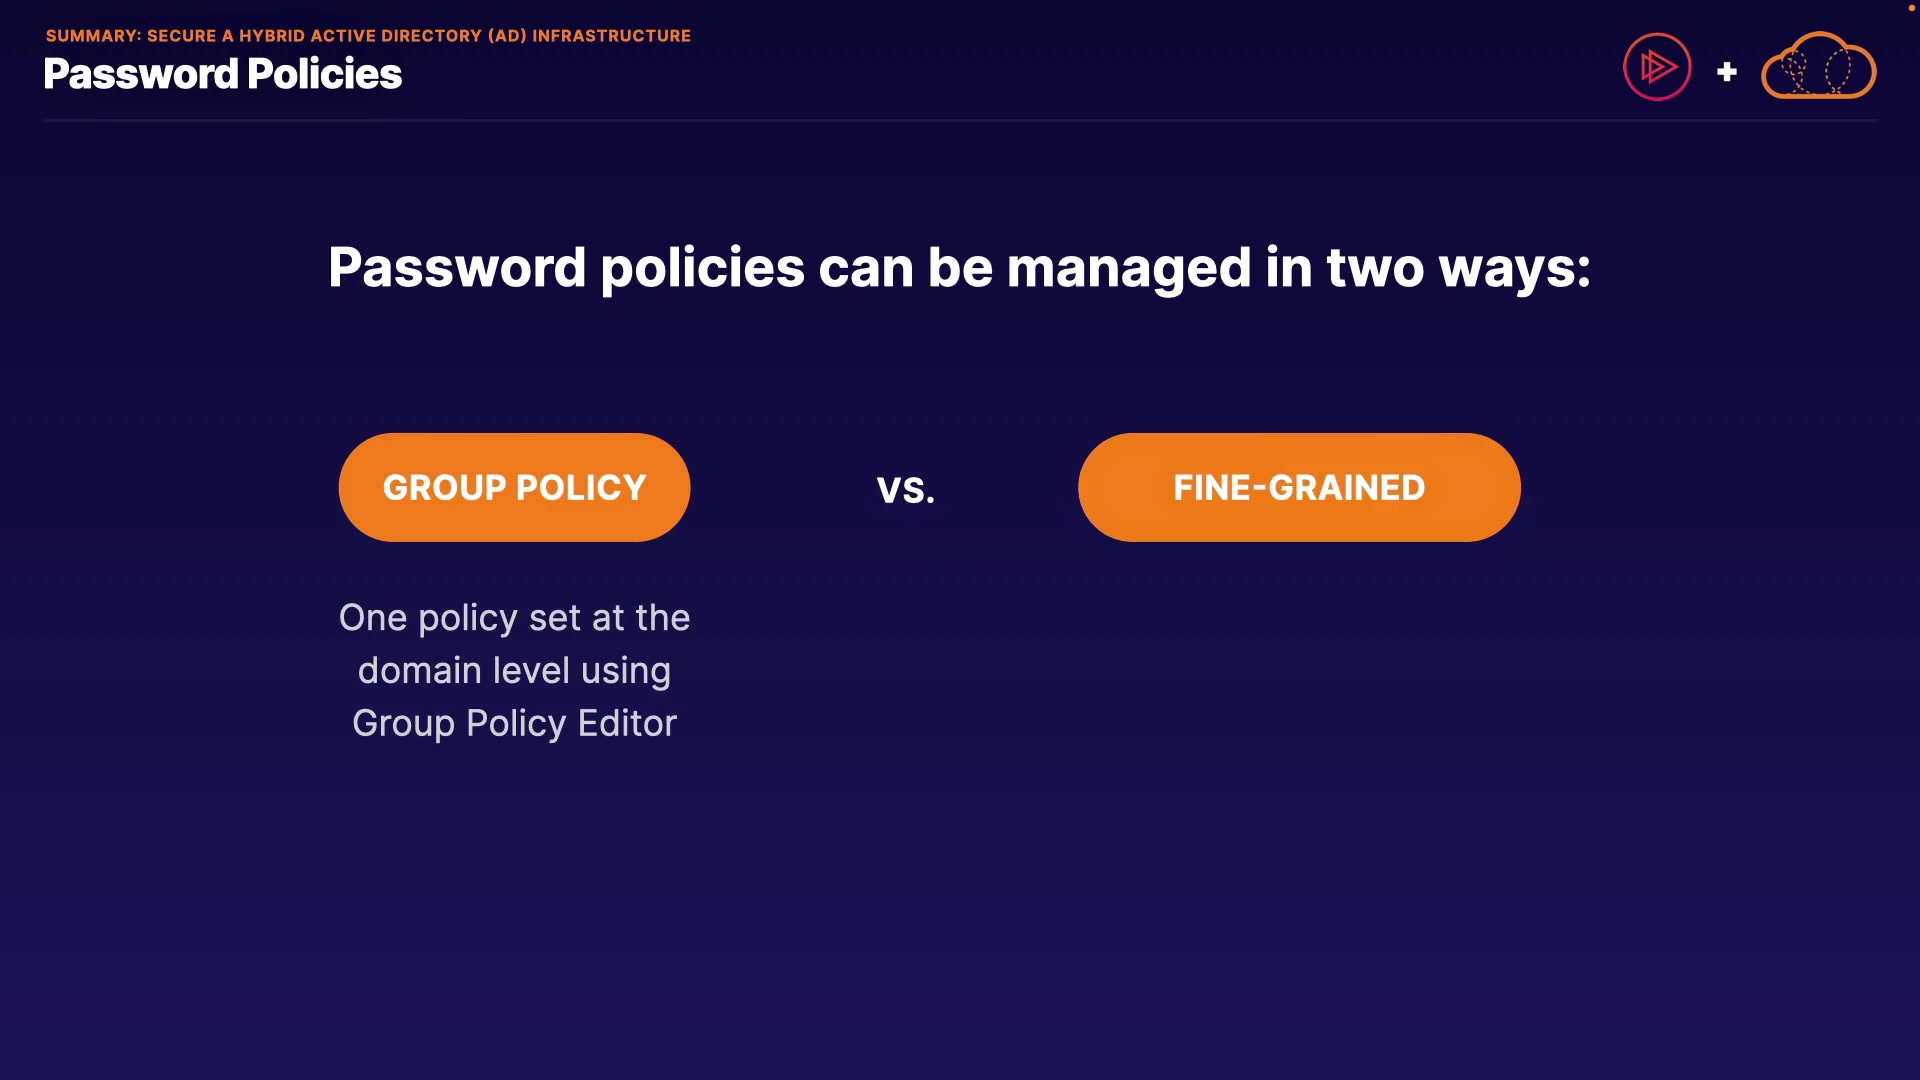 SUMMARY: SECURE A HYBRID ACTIVE DIRECTORY (AD) INFRASTRUCTURE
Password Policies
+
Password policies can be managed in two ways:
GROUP POLICY
VS.
FINE-GRAINED
One policy set at the
domain level using
Group Policy Editor